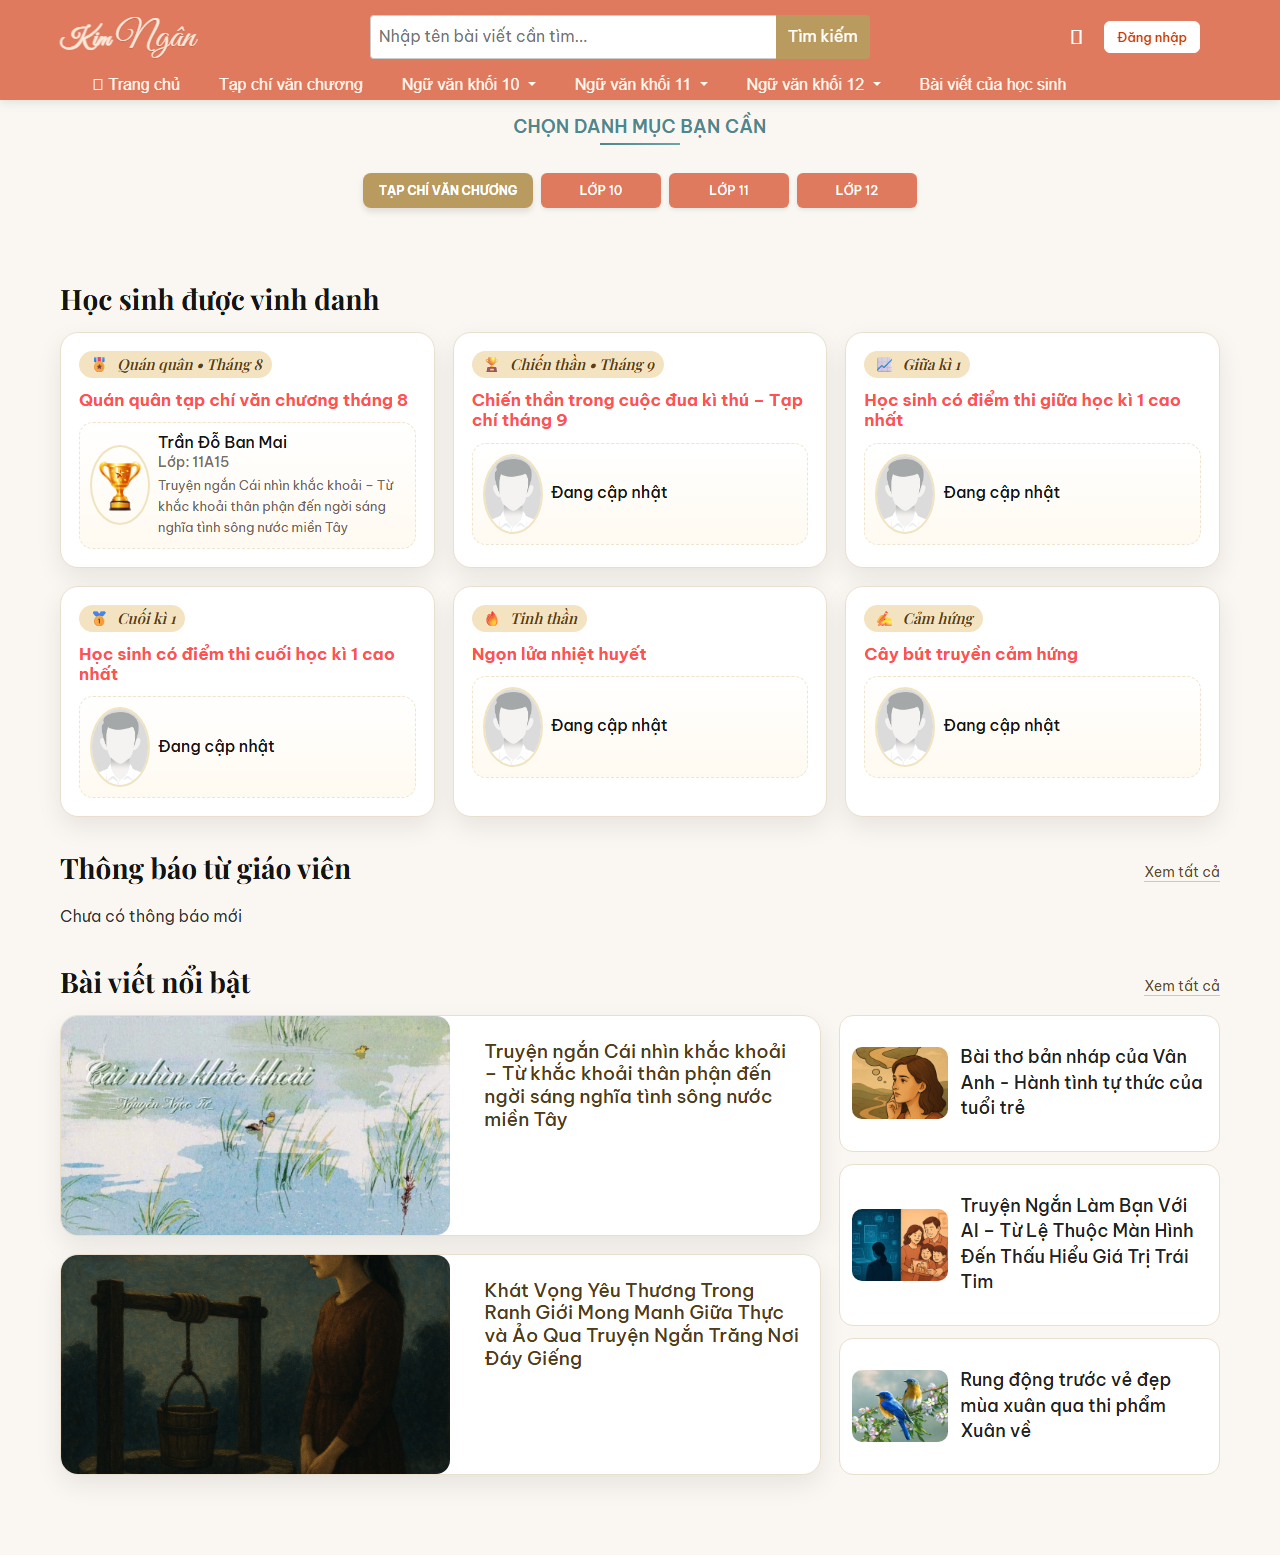 Kim Ngân
Nhập tên bài viết cần tìm...
Tìm kiếm
Đăng nhập
Trang chủ
Tạp chí văn chương
Ngữ văn khối 10
Ngữ văn khối 11
Ngữ văn khối 12
Bài viết của học sinh
CHỌN DANH MỤC BẠN CẦN
TẠP CHÍ VĂN CHƯƠNG
LỚP 10
LỚP 11
LỚP 12
Học sinh được vinh danh
Quán quân • Tháng 8
Quán quân tạp chí văn chương tháng 8
Trần Đỗ Ban Mai
Lớp: 11A15
Truyện ngắn Cái nhìn khắc khoải – Từ
khắc khoải thân phận đến ngời sáng
nghĩa tình sông nước miền Tây
Chiến thần • Tháng 9
Chiến thần trong cuộc đua kì thú – Tạp
chí tháng 9
Đang cập nhật
Giữa kì 1
Học sinh có điểm thi giữa học kì 1 cao
nhất
Đang cập nhật
Cuối kì 1
Học sinh có điểm thi cuối học kì 1 cao
nhất
Đang cập nhật
Tinh thần
Ngọn lửa nhiệt huyết
Đang cập nhật
Cảm hứng
Cây bút truyền cảm hứng
Đang cập nhật
Thông báo từ giáo viên
Xem tất cả
Chưa có thông báo mới
Bài viết nổi bật
Xem tất cả
Cái nhìn khắc khoải
Nguyễn Ngọc Tư
Truyện ngắn Cái nhìn khắc khoải
– Từ khắc khoải thân phận đến
ngời sáng nghĩa tình sông nước
miền Tây
Khát Vọng Yêu Thương Trong
Ranh Giới Mong Manh Giữa Thực
và Ảo Qua Truyện Ngắn Trăng Nơi
Đáy Giếng
Bài thơ bản nháp của Vân
Anh - Hành tình tự thức của
tuổi trẻ
Truyện Ngắn Làm Bạn Với
AI – Từ Lệ Thuộc Màn Hình
Đến Thấu Hiểu Giá Trị Trái
Tim
Rung động trước vẻ đẹp
mùa xuân qua thi phẩm
Xuân về